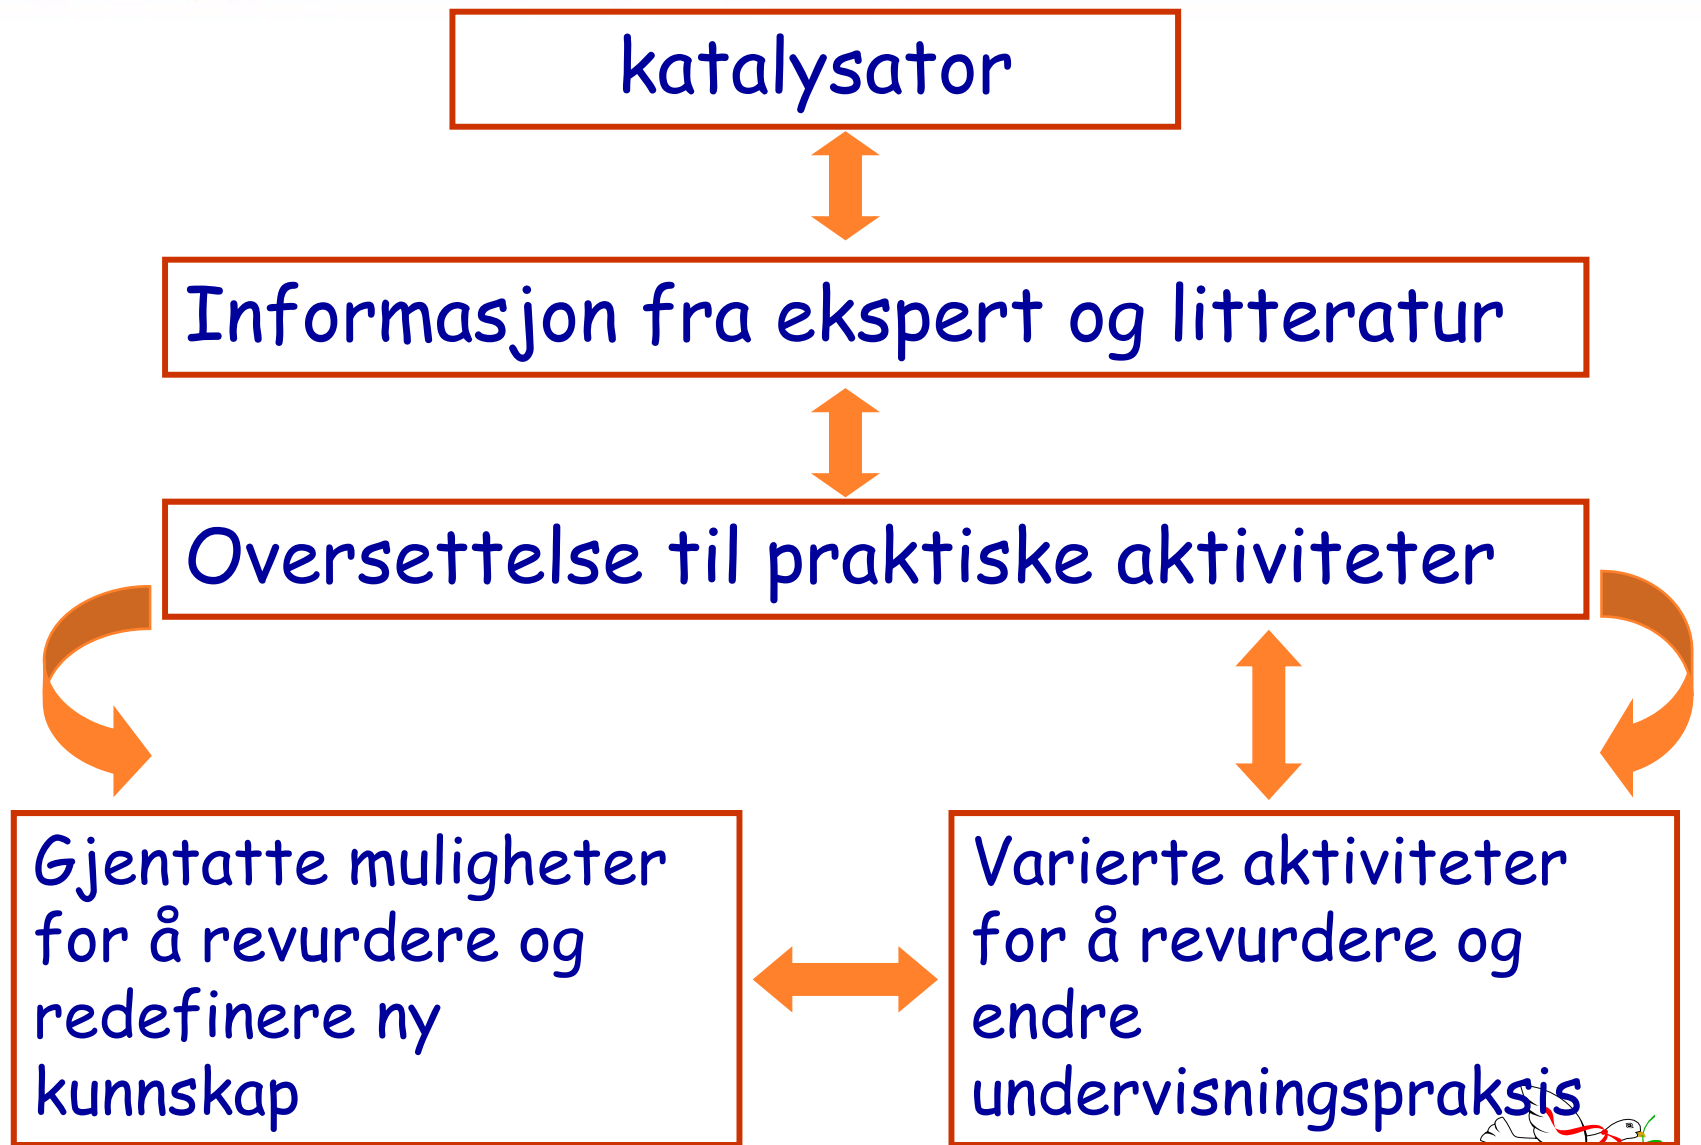 katalysator
Informasjon fra ekspert og litteratur
Oversettelse til praktiske aktiviteter
Gjentatte muligheter
for å revurdere og
redefinere ny
kunnskap
Varierte aktiviteter
for å revurdere og
endre
undervisningspraksis